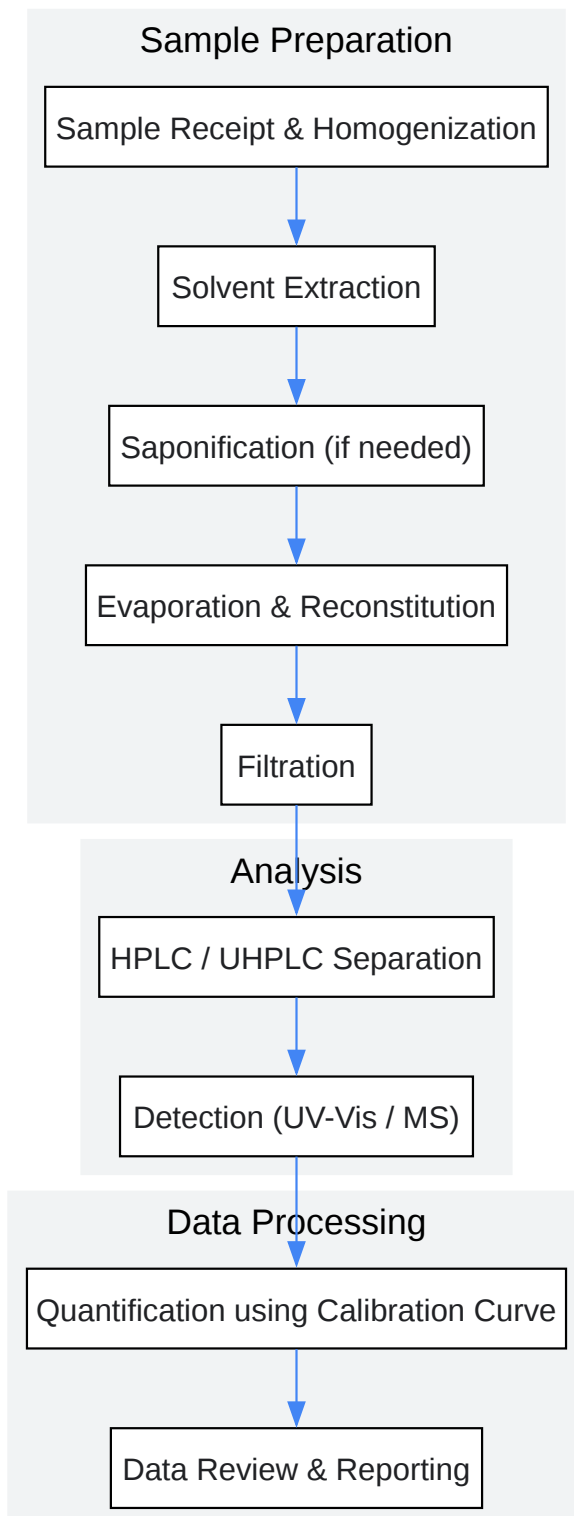 Sample Preparation
Sample Receipt & Homogenization
Solvent Extraction
Saponification (if needed)
Evaporation & Reconstitution
Filtration
Analysis
HPLC / UHPLC Separation
Detection (UV-Vis / MS)
Data Processing
Quantification using Calibration Curve
Data Review & Reporting